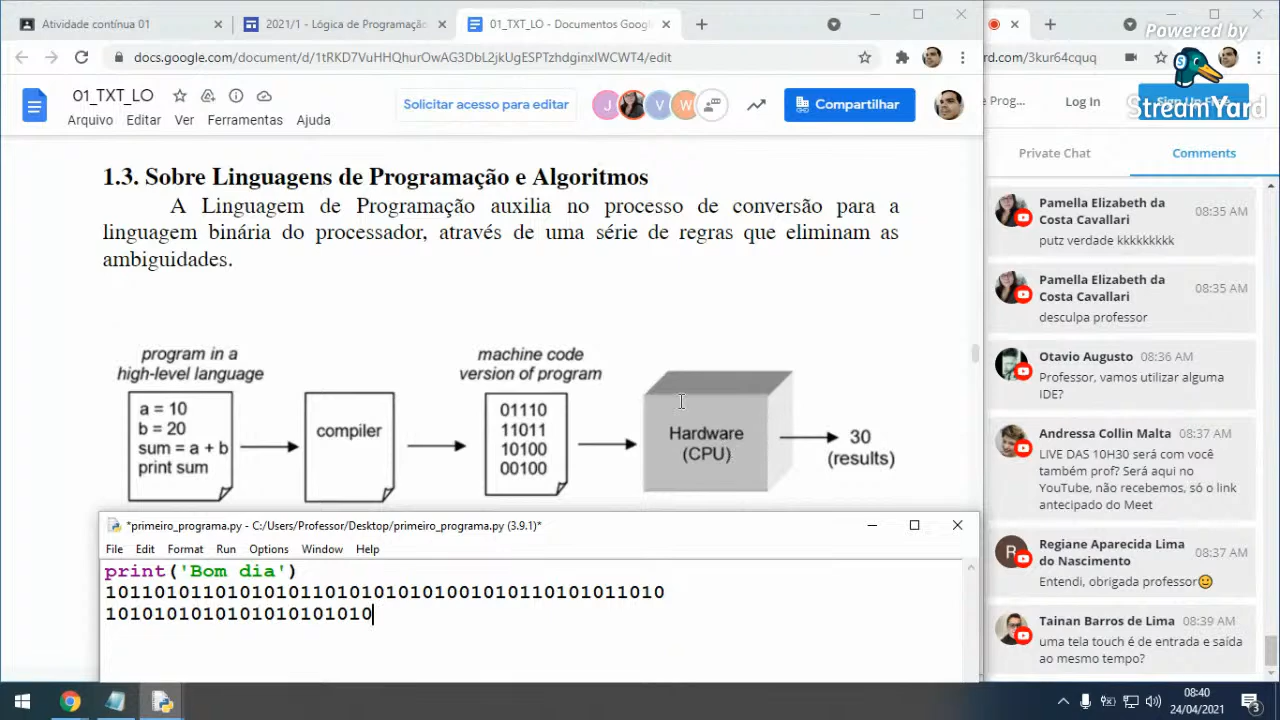 Atividade contínua 01
2021/1 - Lógica de Programação
01_TXT_LO - Documentos Goog
docs.google.com/document/d/1tRKD7VuHHQhurOwAG3DbL2jkUgESPTzhdginxlWCWT4/edit
rd.com/3kur64cquq
Powered by
StreamYard
01_TXT_LO
Arquivo Editar Ver Ferramentas Ajuda
Solicitar acesso para editar
J V W
Compartilhar
Prog...
Log In
Private Chat
Comments
1.3. Sobre Linguagens de Programação e Algoritmos
A Linguagem de Programação auxilia no processo de conversão para a
linguagem binária do processador, através de uma série de regras que eliminam as
ambiguidades.
program in a
high-level language
a = 10
b = 20
sum = a + b
print sum
compiler
machine code
version of program
01110
11011
10100
00100
Hardware
(CPU)
30
(results)
*primeiro_programa.py - C:/Users/Professor/Desktop/primeiro_programa.py (3.9.1)*
File Edit Format Run Options Window Help
print('Bom dia')
1011010110101010110101010101001010110101011010
1010101010101010101010
Pamella Elizabeth da
Costa Cavallari
08:35 AM
putz verdade kkkkkkkkk
Pamella Elizabeth da
Costa Cavallari
08:35 AM
desculpa professor
Otavio Augusto 08:36 AM
Professor, vamos utilizar alguma
IDE?
Andressa Collin Malta 08:37 AM
LIVE DAS 10H30 será com você
também prof? Será aqui no
YouTube, não recebemos, só o link
antecipado do Meet
Regiane Aparecida Lima
do Nascimento
08:37 AM
Entendi, obrigada professor
Tainan Barros de Lima 08:39 AM
uma tela touch é de entrada e saída
ao mesmo tempo?
08:40
24/04/2021
3